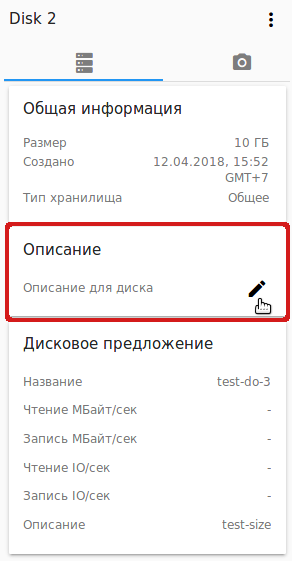 Disk 2
Общая информация
Размер 10 ГБ
Создано 12.04.2018, 15:52
GMT+7
Тип хранилища Общее
Описание
Описание для диска
Дисковое предложение
Название test-do-3
Чтение МБайт/сек -
Запись МБайт/сек -
Чтение IO/сек -
Запись IO/сек -
Описание test-size